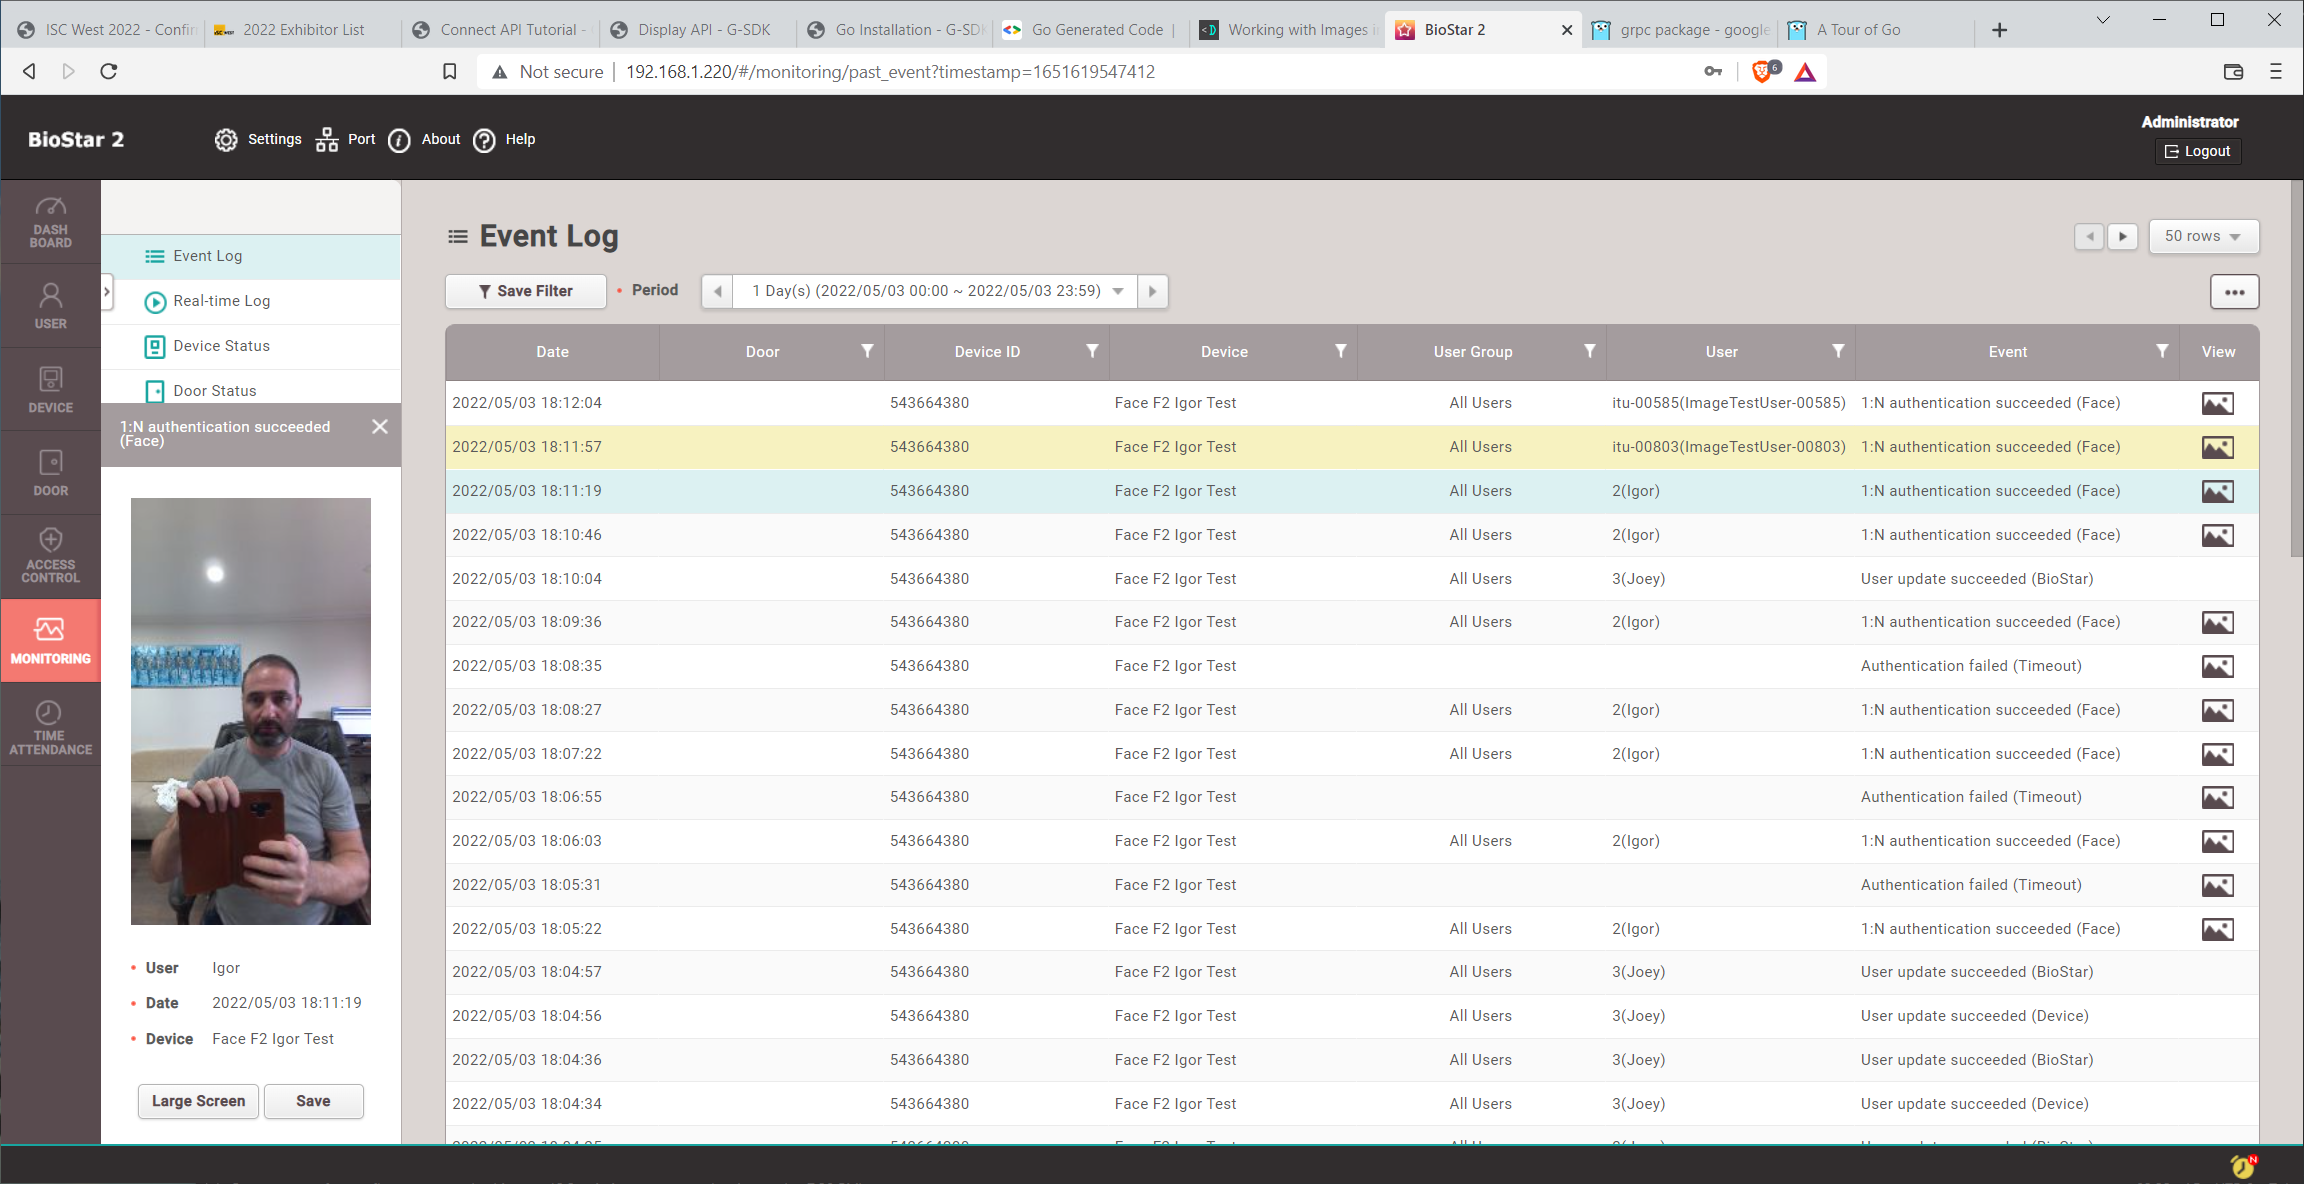 ISC West 2022 - Confir
2022 Exhibitor List
Connect API Tutorial -
Display API - G-SDK
Go Installation - G-SD
Go Generated Code |
Working with Images i
BioStar 2
grpc package - google
A Tour of Go
Not secure | 192.168.1.220/#/monitoring/past_event?timestamp=1651619547412
6
BioStar 2
Settings
Port
About
Help
Administrator
Logout
DASH
BOARD
USER
DEVICE
DOOR
ACCESS
CONTROL
MONITORING
TIME
ATTENDANCE
Event Log
Real-time Log
Device Status
Door Status
1:N authentication succeeded
(Face)
User Igor
Date 2022/05/03 18:11:19
Device Face F2 Igor Test
Large Screen Save
Event Log
50 rows
Save Filter
Period
1 Day(s) (2022/05/03 00:00 ~ 2022/05/03 23:59)
Date Door Device ID Device User Group User Event View
2022/05/03 18:12:04 543664380 Face F2 Igor Test All Users itu-00585(ImageTestUser-00585) 1:N authentication succeeded (Face)
2022/05/03 18:11:57 543664380 Face F2 Igor Test All Users itu-00803(ImageTestUser-00803) 1:N authentication succeeded (Face)
2022/05/03 18:11:19 543664380 Face F2 Igor Test All Users 2(Igor) 1:N authentication succeeded (Face)
2022/05/03 18:10:46 543664380 Face F2 Igor Test All Users 2(Igor) 1:N authentication succeeded (Face)
2022/05/03 18:10:04 543664380 Face F2 Igor Test All Users 3(Joey) User update succeeded (BioStar)
2022/05/03 18:09:36 543664380 Face F2 Igor Test All Users 2(Igor) 1:N authentication succeeded (Face)
2022/05/03 18:08:35 543664380 Face F2 Igor Test Authentication failed (Timeout)
2022/05/03 18:08:27 543664380 Face F2 Igor Test All Users 2(Igor) 1:N authentication succeeded (Face)
2022/05/03 18:07:22 543664380 Face F2 Igor Test All Users 2(Igor) 1:N authentication succeeded (Face)
2022/05/03 18:06:55 543664380 Face F2 Igor Test Authentication failed (Timeout)
2022/05/03 18:06:03 543664380 Face F2 Igor Test All Users 2(Igor) 1:N authentication succeeded (Face)
2022/05/03 18:05:31 543664380 Face F2 Igor Test Authentication failed (Timeout)
2022/05/03 18:05:22 543664380 Face F2 Igor Test All Users 2(Igor) 1:N authentication succeeded (Face)
2022/05/03 18:04:57 543664380 Face F2 Igor Test All Users 3(Joey) User update succeeded (BioStar)
2022/05/03 18:04:56 543664380 Face F2 Igor Test All Users 3(Joey) User update succeeded (Device)
2022/05/03 18:04:36 543664380 Face F2 Igor Test All Users 3(Joey) User update succeeded (BioStar)
2022/05/03 18:04:34 543664380 Face F2 Igor Test All Users 3(Joey) User update succeeded (Device)